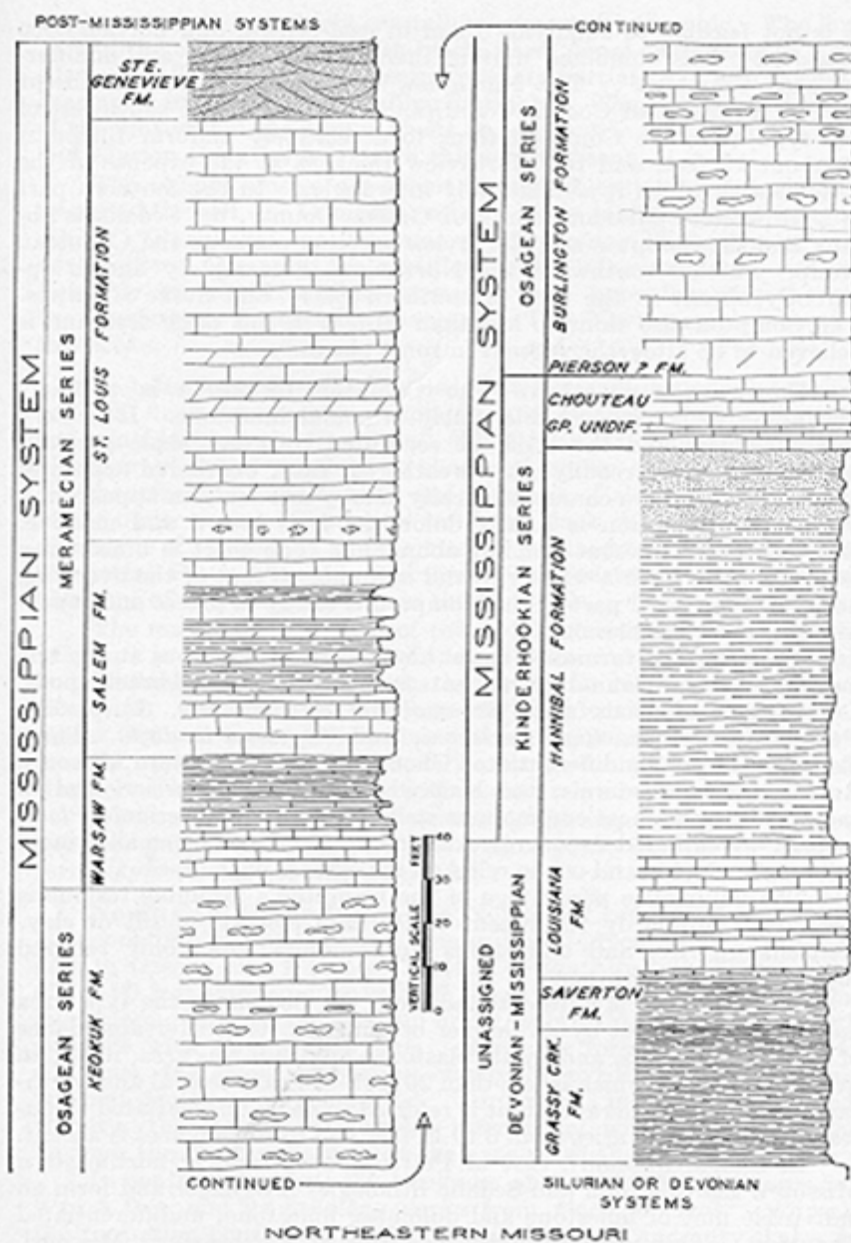 POST-MISSISSIPPIAN SYSTEMS
MISSISSIPPIAN SYSTEM
MERAMECIAN SERIES
STE.
GENEVIEVE
FM.
ST. LOUIS FORMATION
SALEM FM.
WARSAW FM.
OSAGEAN SERIES
KEOKUK FM.
CONTINUED
VERTICAL SCALE
FEET
40
30
20
10
0
CONTINUED
MISSISSIPPIAN SYSTEM
OSAGEAN SERIES
BURLINGTON FORMATION
PIERSON ? FM.
KINDERHOOKIAN SERIES
CHOUTEAU
GP. UNDIF.
HANNIBAL FORMATION
UNASSIGNED
DEVONIAN-MISSISSIPPIAN
LOUISIANA
FM.
SAVERTON
FM.
GRASSY CRK.
FM.
SILURIAN OR DEVONIAN
SYSTEMS
NORTHEASTERN MISSOURI